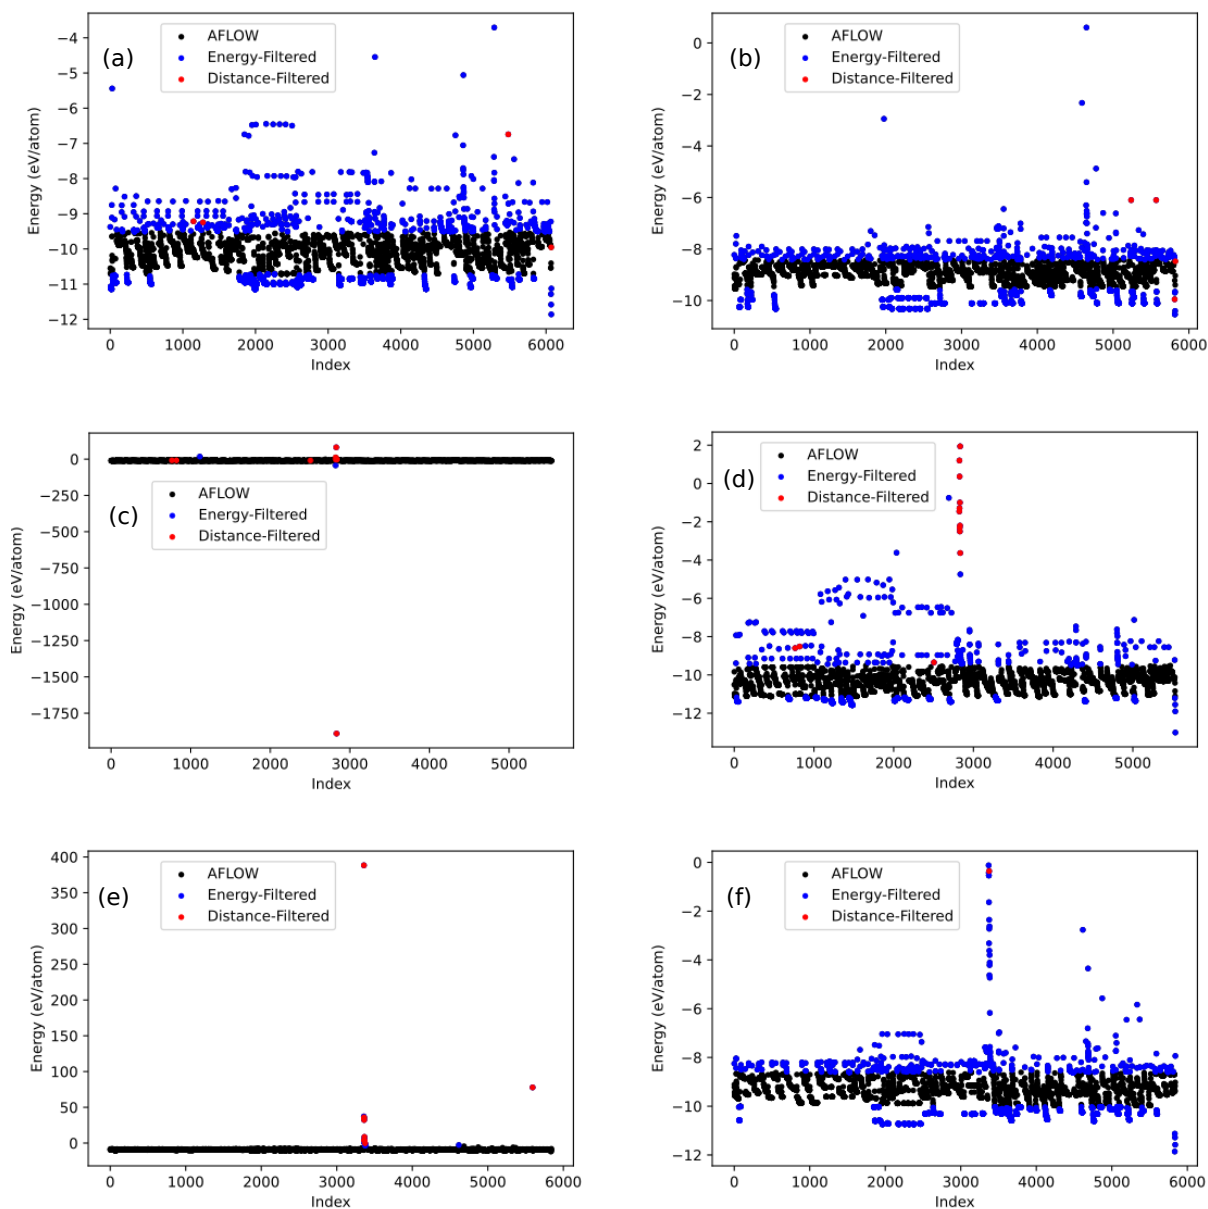 (a)
AFLOW
Energy-Filtered
Distance-Filtered
Energy (eV/atom)
−4
−5
−6
−7
−8
−9
−10
−11
−12
0 1000 2000 3000 4000 5000 6000
Index
(b)
AFLOW
Energy-Filtered
Distance-Filtered
Energy (eV/atom)
0
−2
−4
−6
−8
−10
0 1000 2000 3000 4000 5000 6000
Index
(c)
AFLOW
Energy-Filtered
Distance-Filtered
Energy (eV/atom)
0
−250
−500
−750
−1000
−1250
−1500
−1750
0 1000 2000 3000 4000 5000
Index
(d)
AFLOW
Energy-Filtered
Distance-Filtered
Energy (eV/atom)
2
0
−2
−4
−6
−8
−10
−12
0 1000 2000 3000 4000 5000
Index
(e)
AFLOW
Energy-Filtered
Distance-Filtered
Energy (eV/atom)
400
350
300
250
200
150
100
50
0
0 1000 2000 3000 4000 5000 6000
Index
(f)
AFLOW
Energy-Filtered
Distance-Filtered
Energy (eV/atom)
0
−2
−4
−6
−8
−10
−12
0 1000 2000 3000 4000 5000 6000
Index